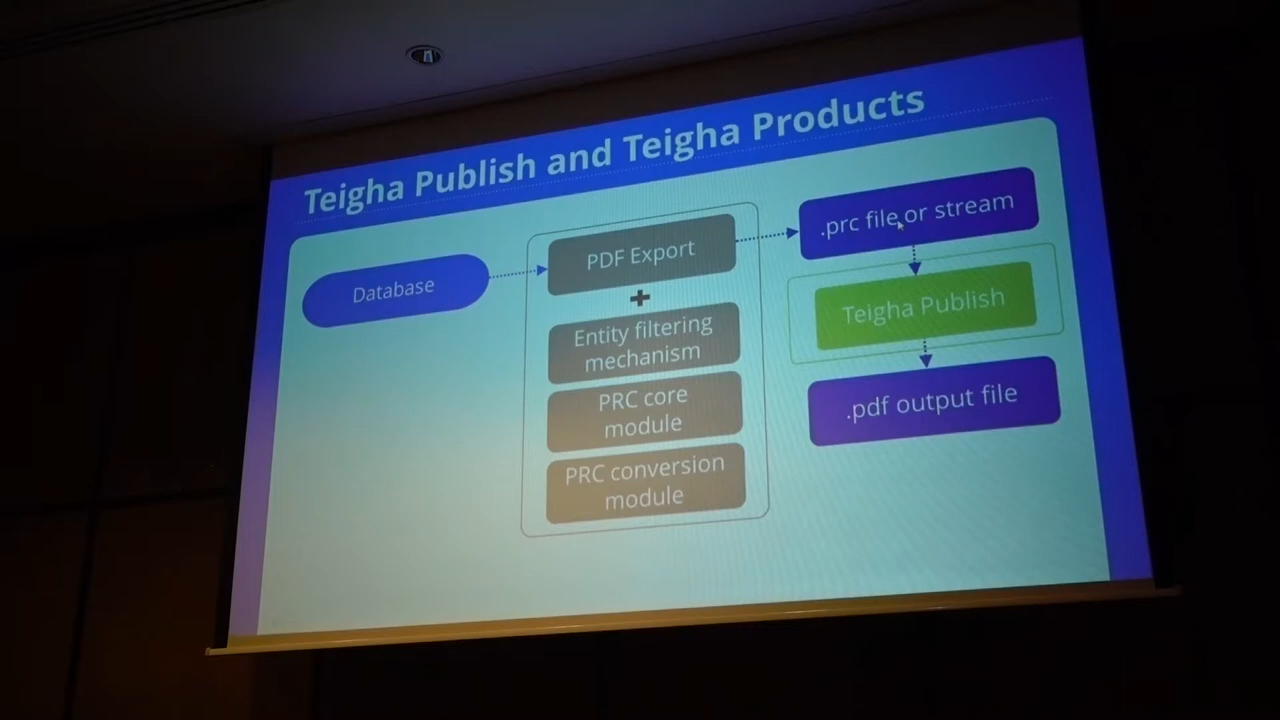 Teigha Publish and Teigha Products
Database
PDF Export
+
Entity filtering
mechanism
PRC core
module
PRC conversion
module
.prc file or stream
Teigha Publish
.pdf output file